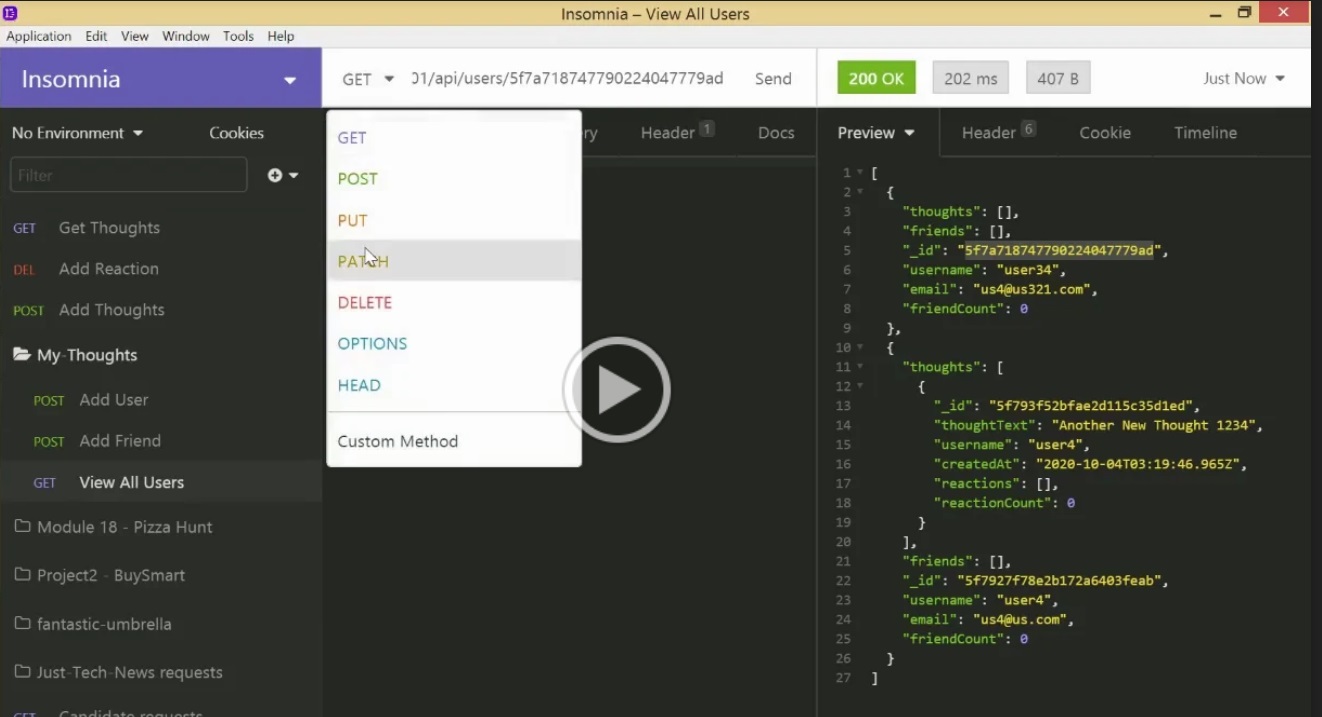 Insomnia – View All Users
Application Edit View Window Tools Help
Insomnia
GET 01/api/users/5f7a718747790224047779ad Send
200 OK 202 ms 407 B Just Now
No Environment Cookies
Header 1 Docs
Preview Header 6 Cookie Timeline
Filter
GET Get Thoughts
DEL Add Reaction
POST Add Thoughts
My-Thoughts
POST Add User
POST Add Friend
GET View All Users
Module 18 - Pizza Hunt
Project2 - BuySmart
fantastic-umbrella
Just-Tech-News requests
GET Candidate requests
GET
POST
PUT
PATCH
DELETE
OPTIONS
HEAD
Custom Method
1 [
2 {
3 "thoughts": [],
4 "friends": [],
5 "_id": "5f7a718747790224047779ad",
6 "username": "user34",
7 "email": "us4@us321.com",
8 "friendCount": 0
9 },
10 {
11 "thoughts": [
12 {
13 "_id": "5f793f52bfae2d115c35d1ed",
14 "thoughtText": "Another New Thought 1234",
15 "username": "user4",
16 "createdAt": "2020-10-04T03:19:46.965Z",
17 "reactions": [],
18 "reactionCount": 0
19 }
20 ],
21 "friends": [],
22 "_id": "5f7927f78e2b172a6403feab",
23 "username": "user4",
24 "email": "us4@us.com",
25 "friendCount": 0
26 }
27 ]